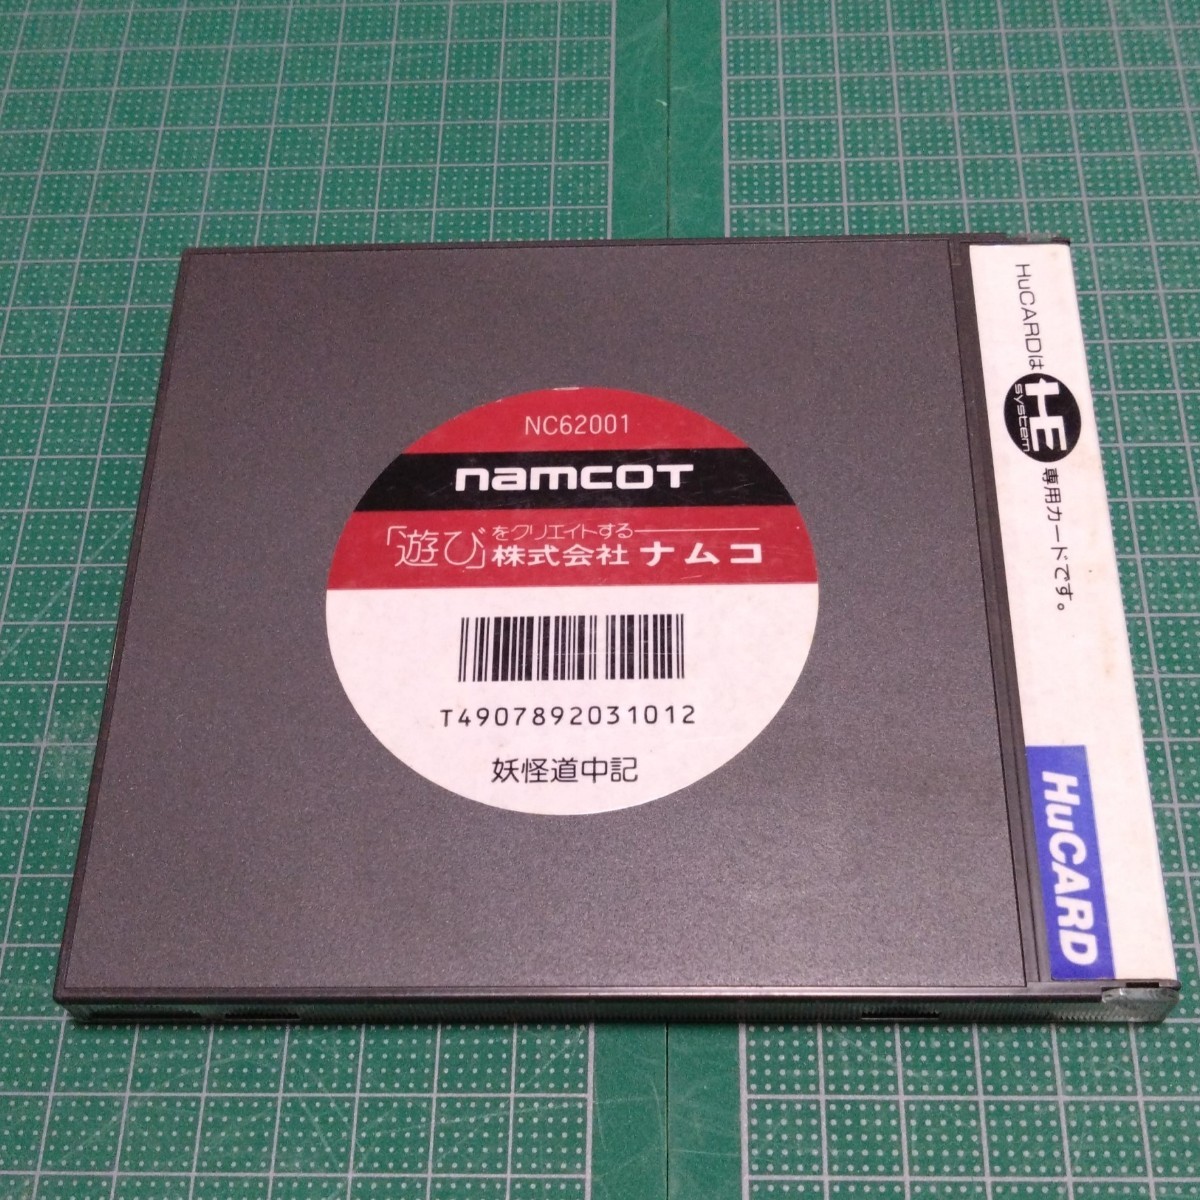 NC62001
namcoT
「遊び」をクリエイトする
株式会社 ナムコ
T4907892031012
妖怪道中記
HuCARDは HE system 専用カードです。
HuCARD